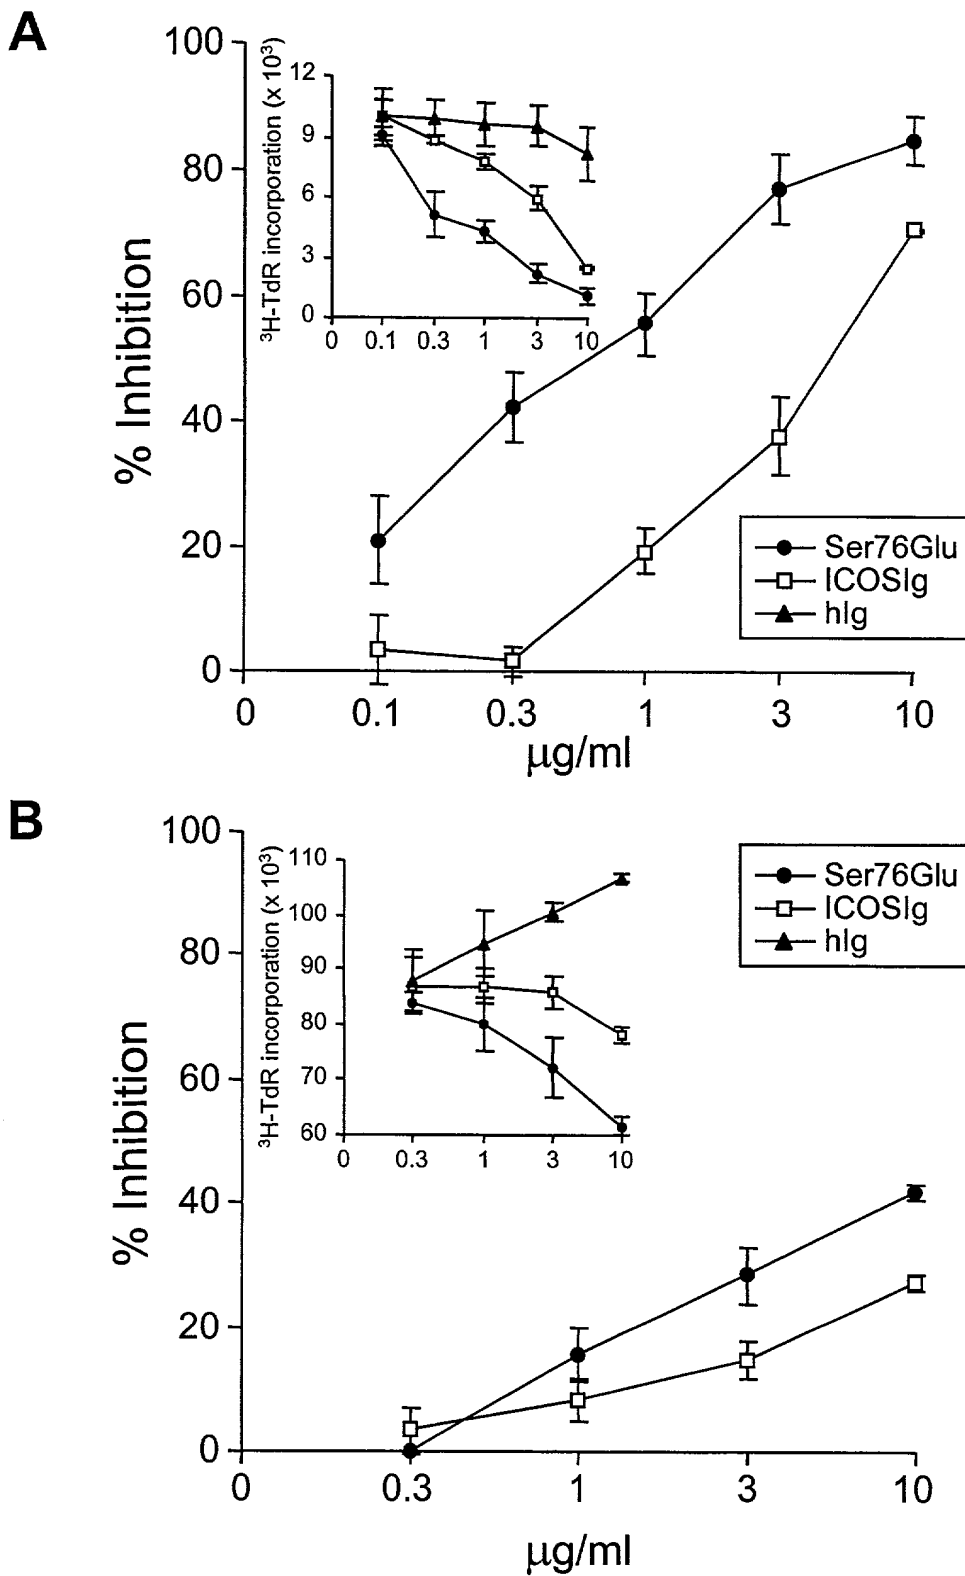 A
% Inhibition
100
80
60
40
20
0
0 0.1 0.3 1 3 10
µg/ml
³H-TdR incorporation (x 10³)
12
9
6
3
0
0 0.1 0.3 1 3 10
Ser76Glu
ICOSIg
hIg
B
% Inhibition
100
80
60
40
20
0
0 0.3 1 3 10
µg/ml
³H-TdR incorporation (x 10³)
110
100
90
80
70
60
0 0.3 1 3 10
Ser76Glu
ICOSIg
hIg